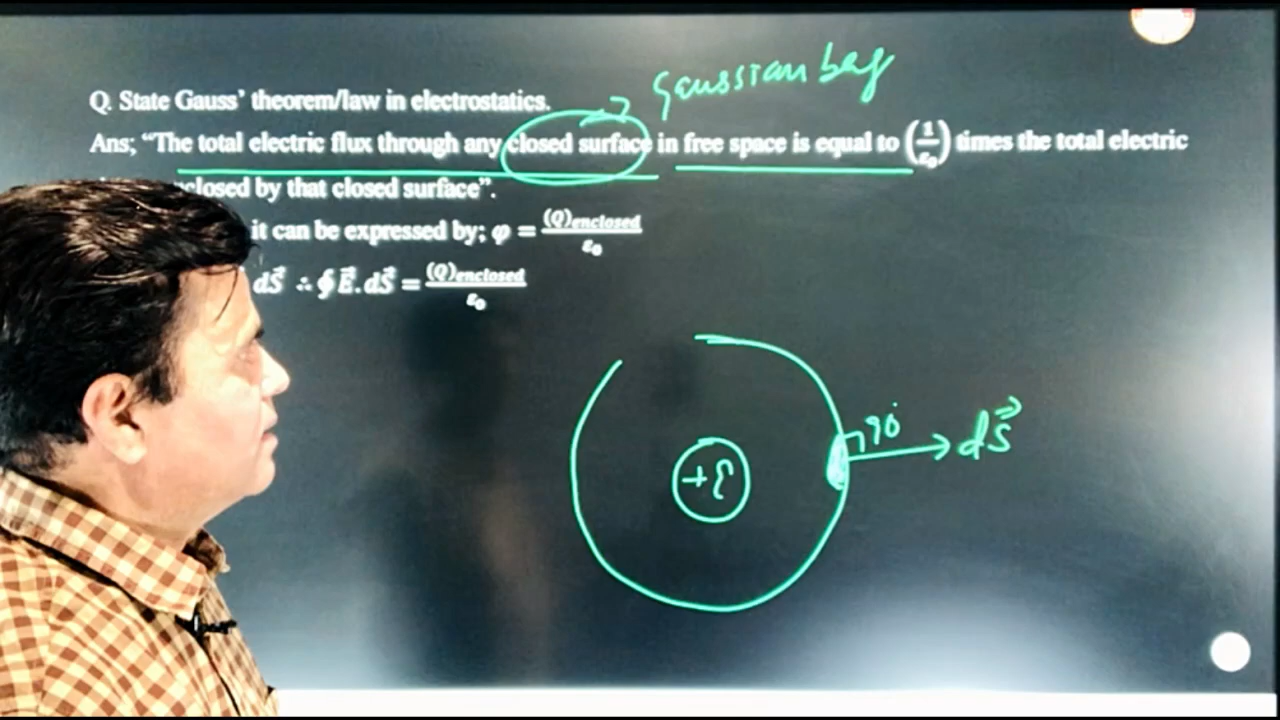 Gaussian bag
Q. State Gauss' theorem/law in electrostatics.
Ans; “The total electric flux through any closed surface in free space is equal to (1/ε₀) times the total electric
closed by that closed surface”.
it can be expressed by; φ = (Q)enclosed/ε₀
dS⃗ ∴ ∮E⃗.dS⃗ = (Q)enclosed/ε₀
90°
dS⃗